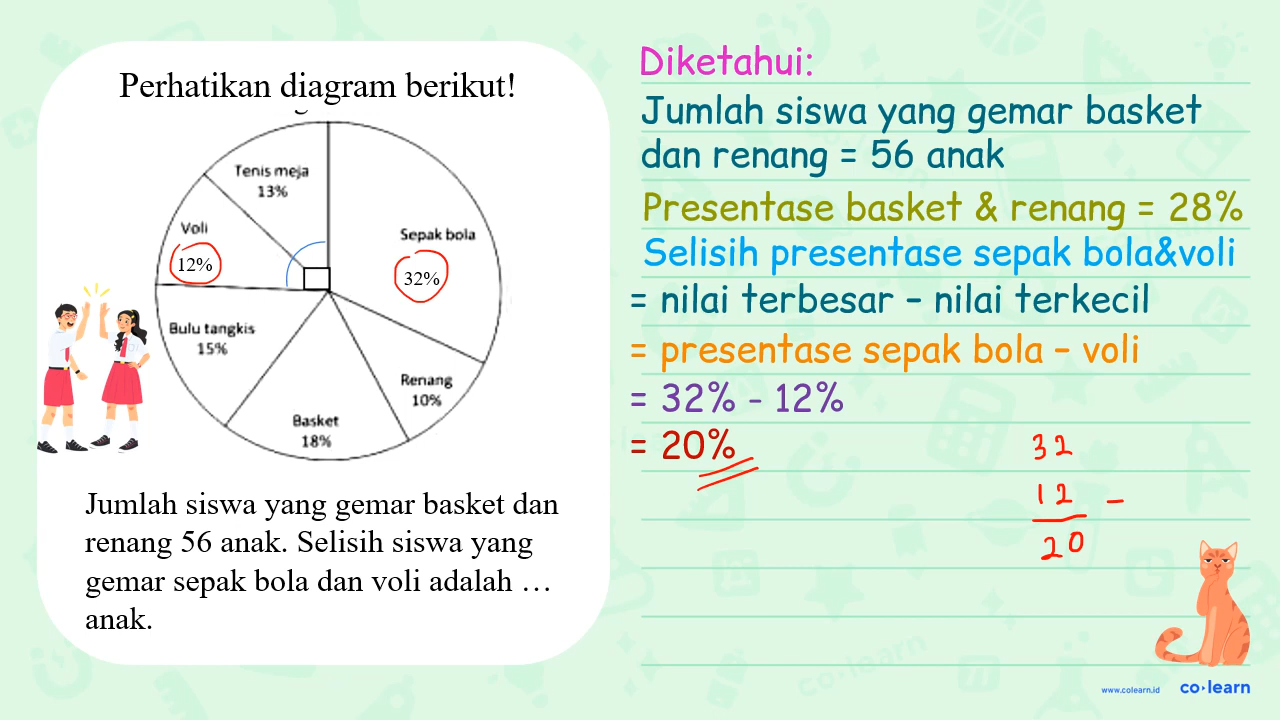 Perhatikan diagram berikut!
Tenis meja
13%
Voli
12%
Sepak bola
32%
Bulu tangkis
15%
Renang
10%
Basket
18%
Jumlah siswa yang gemar basket dan
renang 56 anak. Selisih siswa yang
gemar sepak bola dan voli adalah …
anak.
Diketahui:
Jumlah siswa yang gemar basket
dan renang = 56 anak
Presentase basket & renang = 28%
Selisih presentase sepak bola&voli
= nilai terbesar – nilai terkecil
= presentase sepak bola – voli
= 32% - 12%
= 20%
32
12 -
20
www.colearn.id co•learn
co•learn